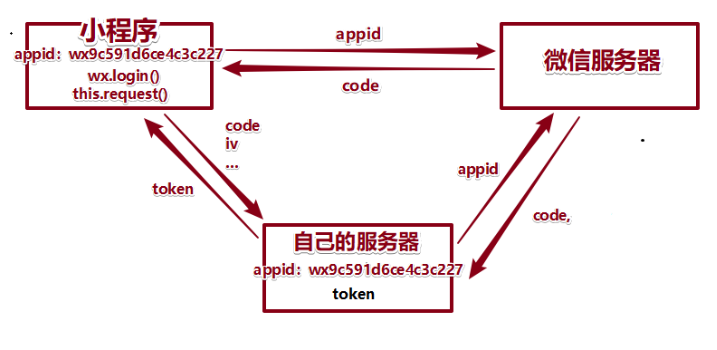 小程序
appid：wx9c591d6ce4c3c227
wx.login()
this.request()
appid
code
微信服务器
code
iv
...
token
appid
code,
自己的服务器
appid：wx9c591d6ce4c3c227
token